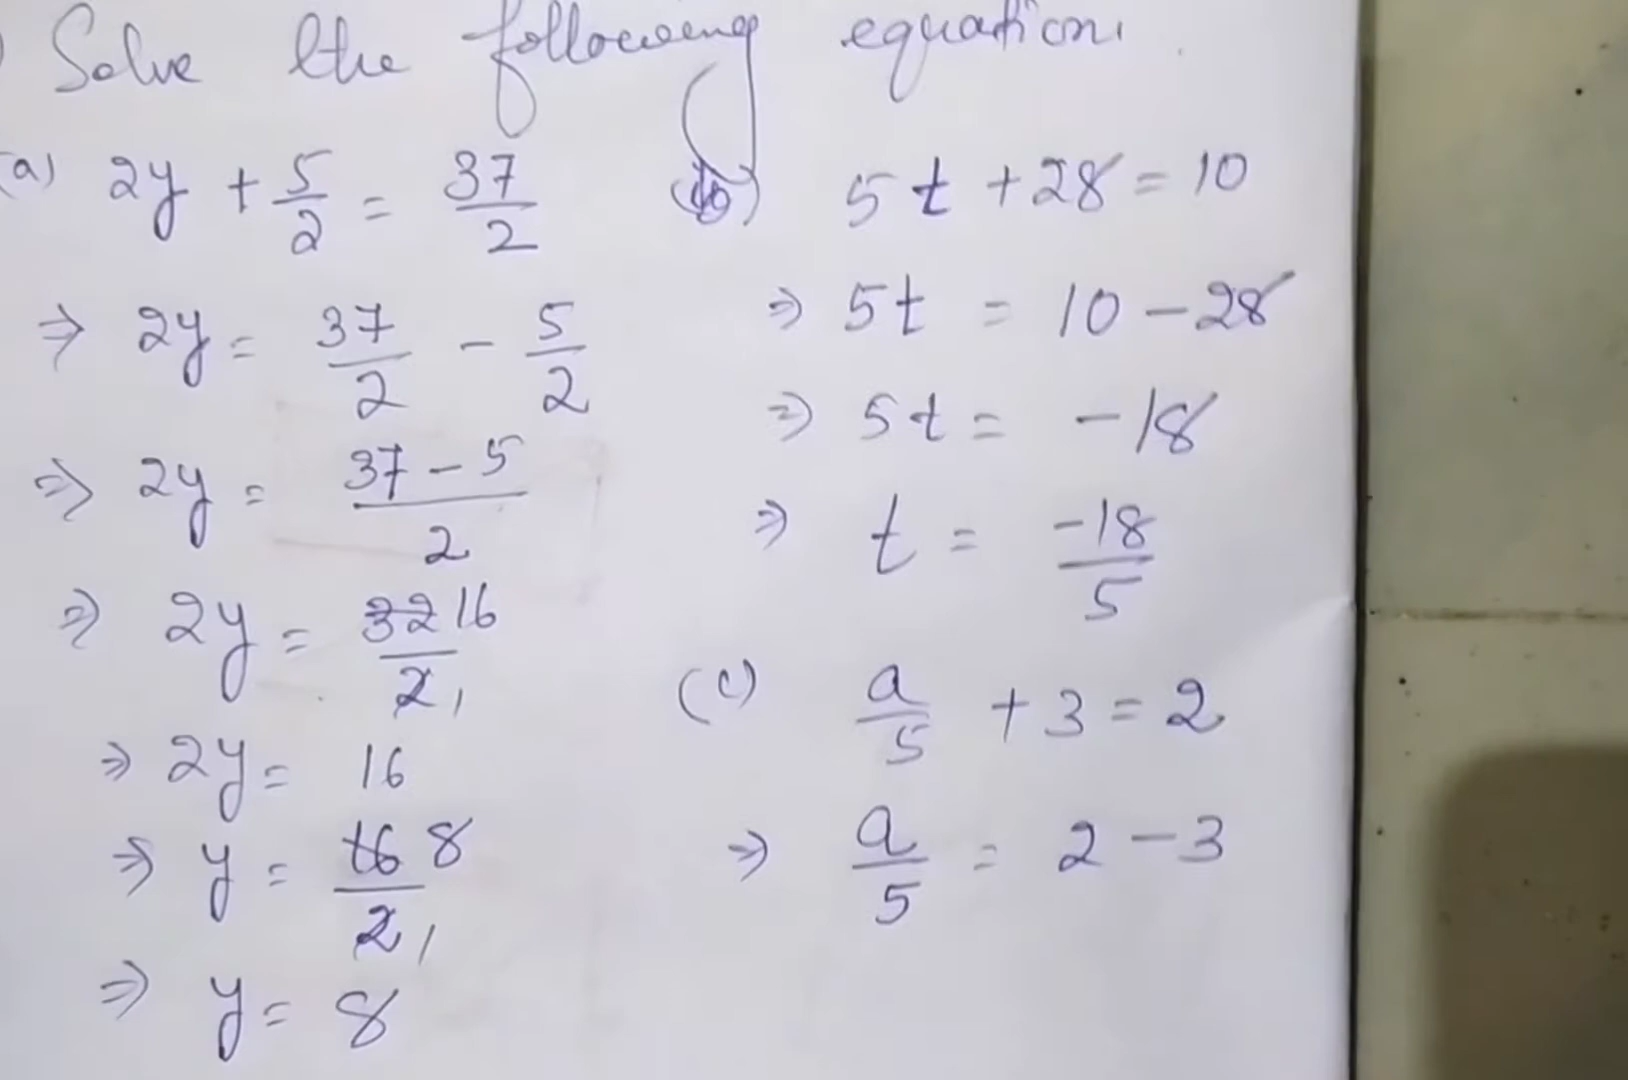 Solve the following equation.
(a) 2y + 5/2 = 37/2
⇒ 2y = 37/2 - 5/2
⇒ 2y = (37 - 5)/2
⇒ 2y = 32 16/2 1
⇒ 2y = 16
⇒ y = 16 8/2 1
⇒ y = 8
(b) 5t + 28 = 10
⇒ 5t = 10 - 28
⇒ 5t = -18
⇒ t = -18/5
(c) a/5 + 3 = 2
⇒ a/5 = 2 - 3